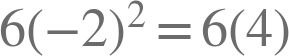 6(−2)² = 6(4)